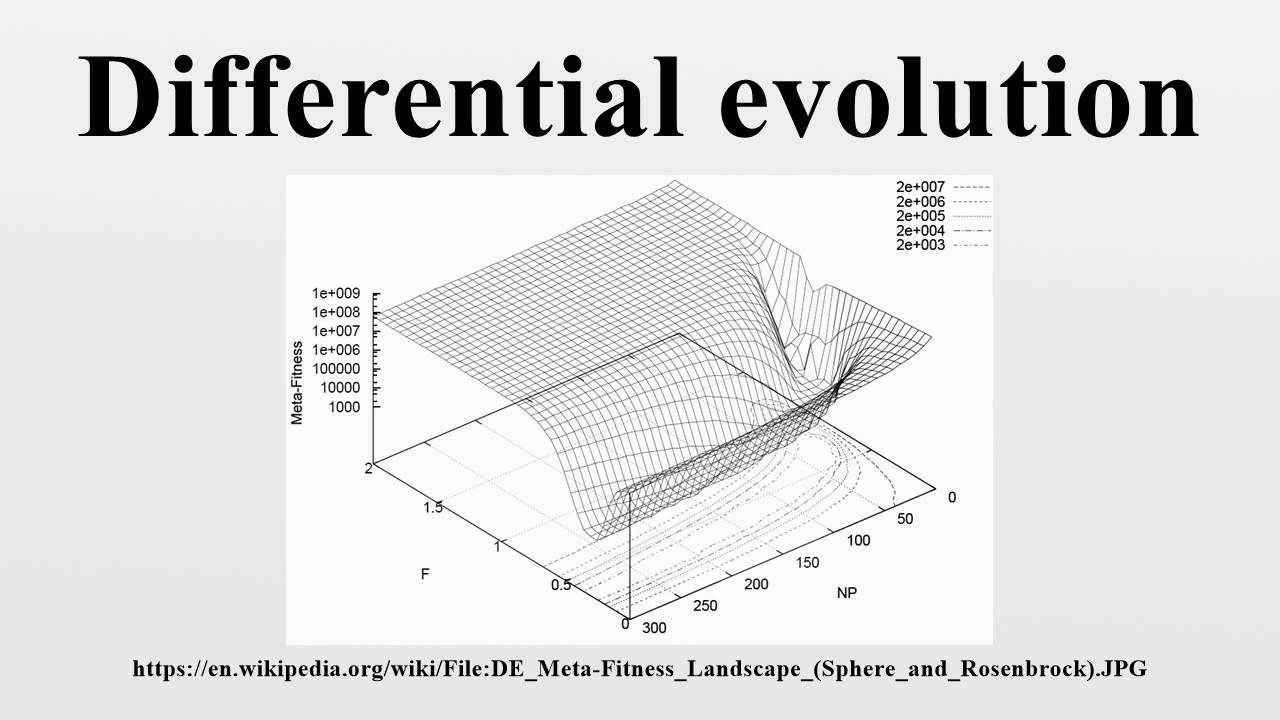 Differential evolution
2e+007
2e+006
2e+005
2e+004
2e+003
1e+009
1e+008
1e+007
1e+006
100000
10000
1000
Meta-Fitness
2
1.5
1
0.5
0
F
0
50
100
150
200
250
300
NP
https://en.wikipedia.org/wiki/File:DE_Meta-Fitness_Landscape_(Sphere_and_Rosenbrock).JPG